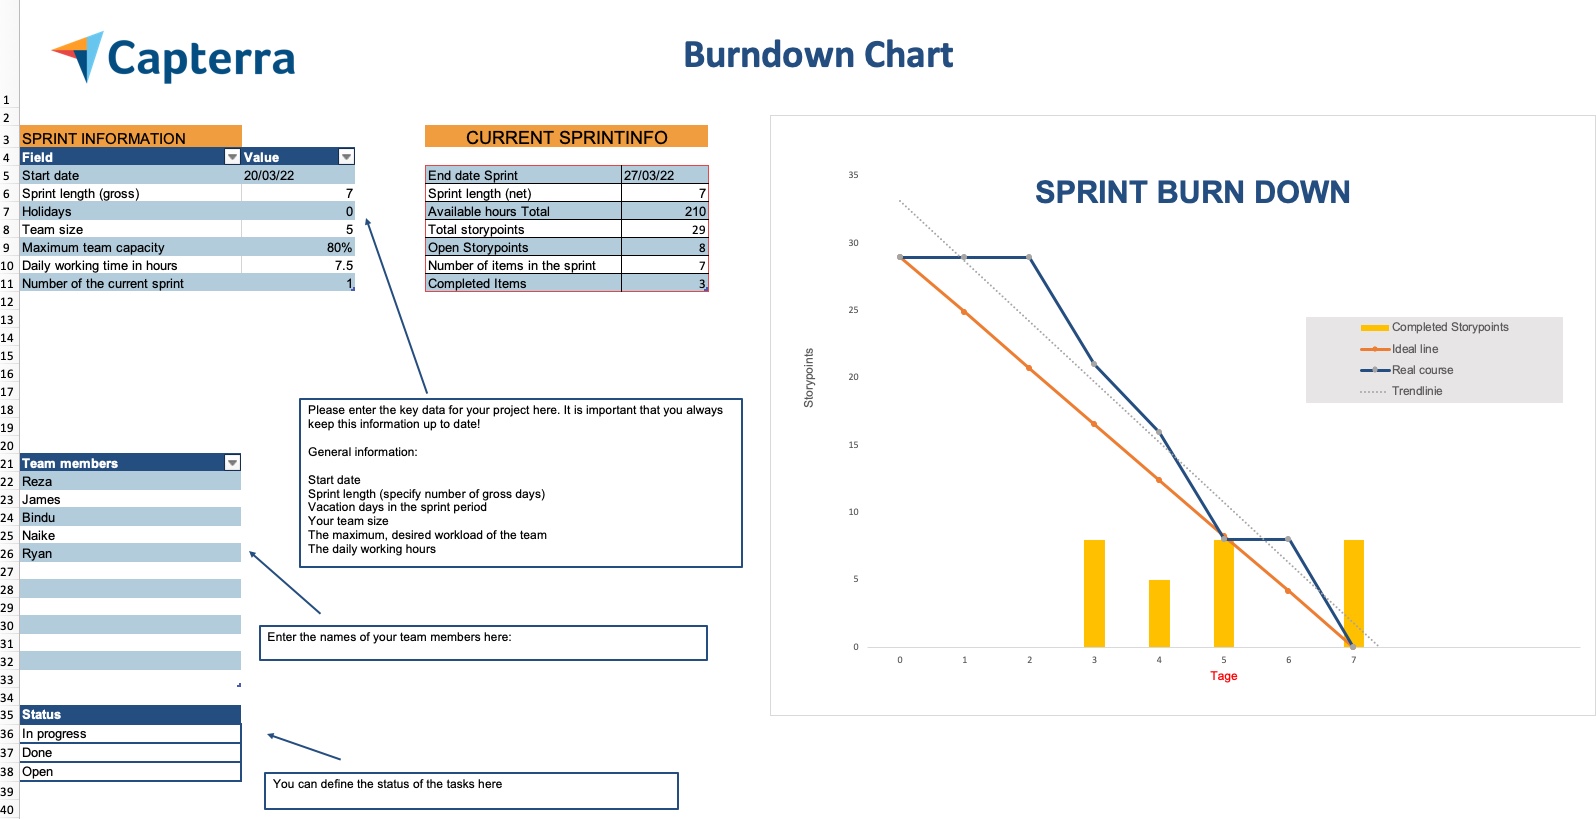 Capterra
Burndown Chart
1
2
3 SPRINT INFORMATION
4 Field Value
5 Start date 20/03/22
6 Sprint length (gross) 7
7 Holidays 0
8 Team size 5
9 Maximum team capacity 80%
10 Daily working time in hours 7.5
11 Number of the current sprint 1
CURRENT SPRINTINFO
End date Sprint 27/03/22
Sprint length (net) 7
Available hours Total 210
Total storypoints 29
Open Storypoints 8
Number of items in the sprint 7
Completed Items 3
12
13
14
15
16
17
18
19
20
Please enter the key data for your project here. It is important that you always
keep this information up to date!
General information:
Start date
Sprint length (specify number of gross days)
Vacation days in the sprint period
Your team size
The maximum, desired workload of the team
The daily working hours
21 Team members
22 Reza
23 James
24 Bindu
25 Naike
26 Ryan
27
28
29
30
31
32
33
34
Enter the names of your team members here:
35 Status
36 In progress
37 Done
38 Open
39
40
You can define the status of the tasks here
SPRINT BURN DOWN
Storypoints
35
30
25
20
15
10
5
0
0 1 2 3 4 5 6 7
Tage
Completed Storypoints
Ideal line
Real course
Trendlinie